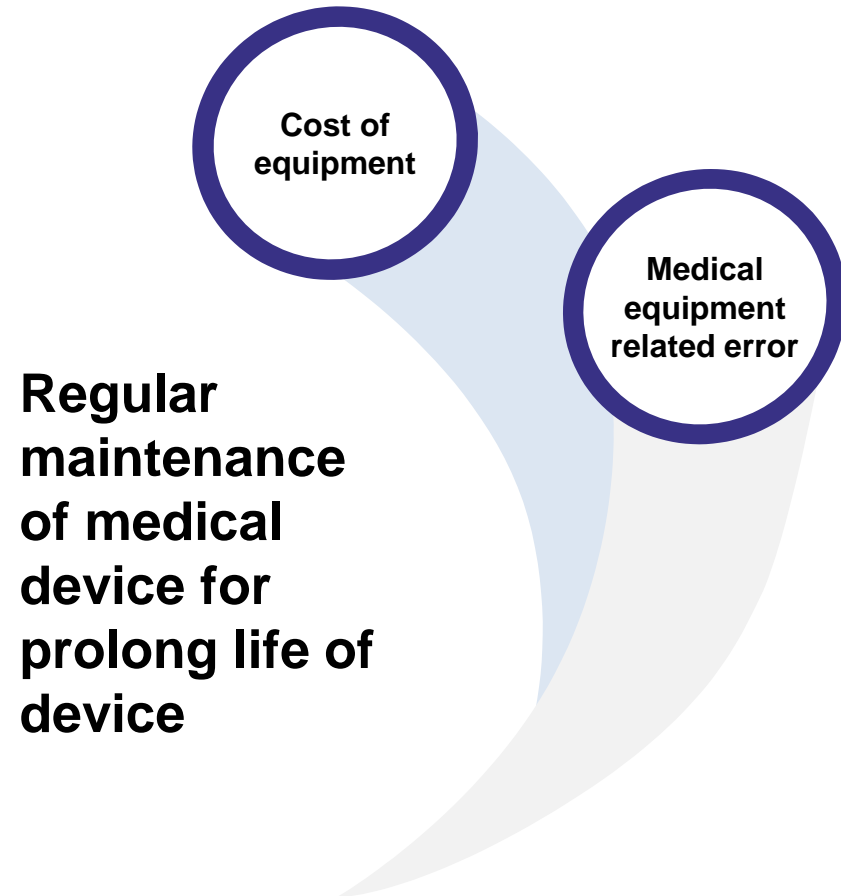 Cost of
equipment
Medical
equipment
related error
Regular
maintenance
of medical
device for
prolong life of
device